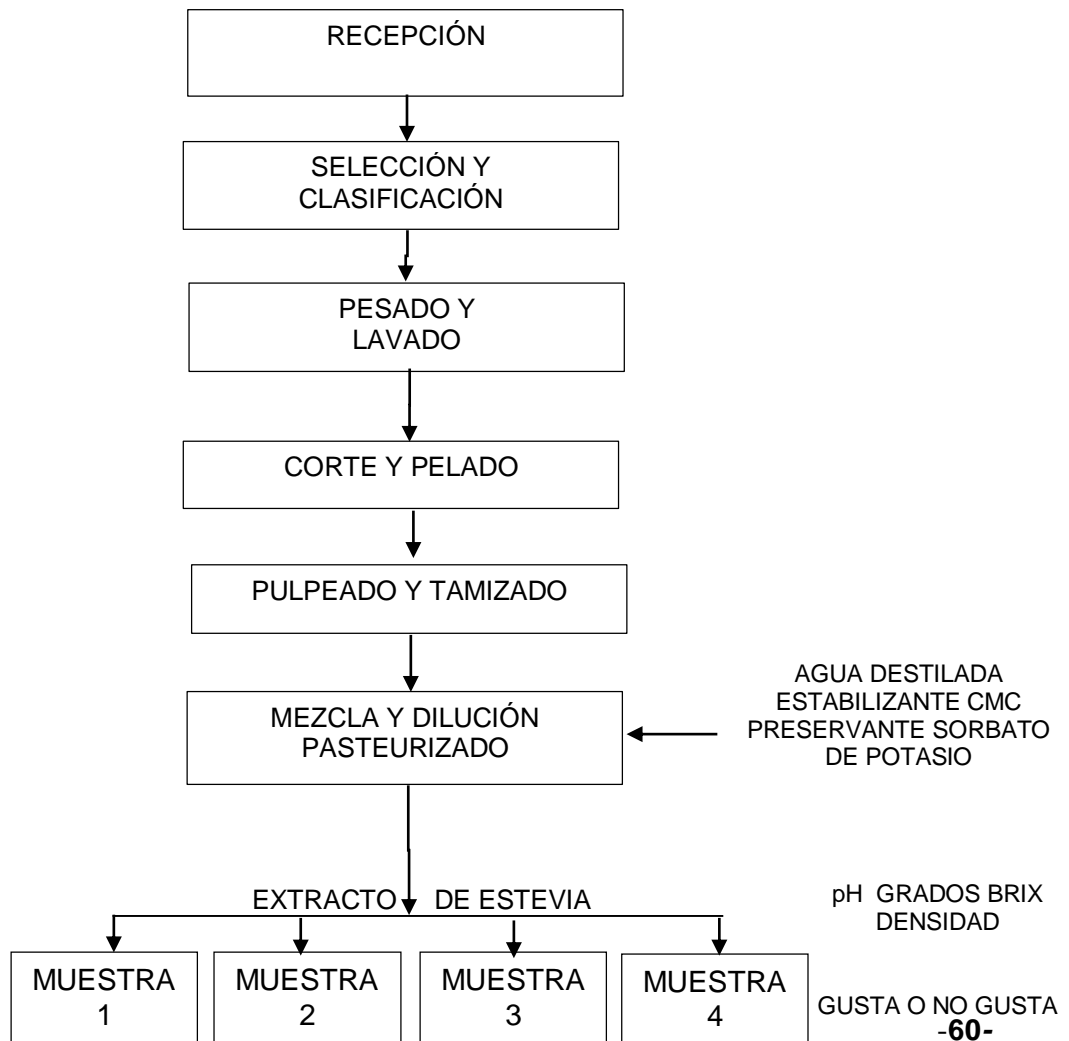 RECEPCIÓN
SELECCIÓN Y
CLASIFICACIÓN
PESADO Y
LAVADO
CORTE Y PELADO
PULPEADO Y TAMIZADO
MEZCLA Y DILUCIÓN
PASTEURIZADO
AGUA DESTILADA
ESTABILIZANTE CMC
PRESERVANTE SORBATO
DE POTASIO
EXTRACTO DE ESTEVIA
pH GRADOS BRIX
DENSIDAD
MUESTRA
1
MUESTRA
2
MUESTRA
3
MUESTRA
4
GUSTA O NO GUSTA
-60-